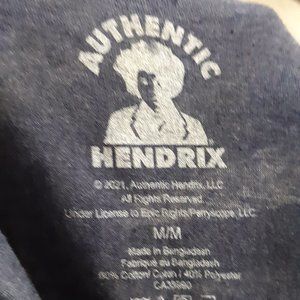 AUTHENTIC
HENDRIX
© 2021, Authentic Hendrix, LLC
All Rights Reserved.
Under License to Epic Rights/Perryscope, LLC.
M/M
Made in Bangladesh
Fabriqué au Bangladesh
60% Cotton/ Coton / 40% Polyester